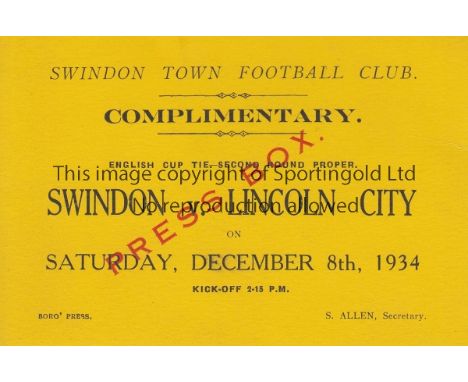 SWINDON TOWN FOOTBALL CLUB.
COMPLIMENTARY.
ENGLISH CUP TIE. SECOND ROUND PROPER.
This image copyright of Sportingold Ltd
SWINDON v. LINCOLN CITY
No reproduction allowed
PRESS BOX.
ON
SATURDAY, DECEMBER 8th, 1934
KICK-OFF 2-15 P.M.
BORO' PRESS. S. ALLEN, Secretary.